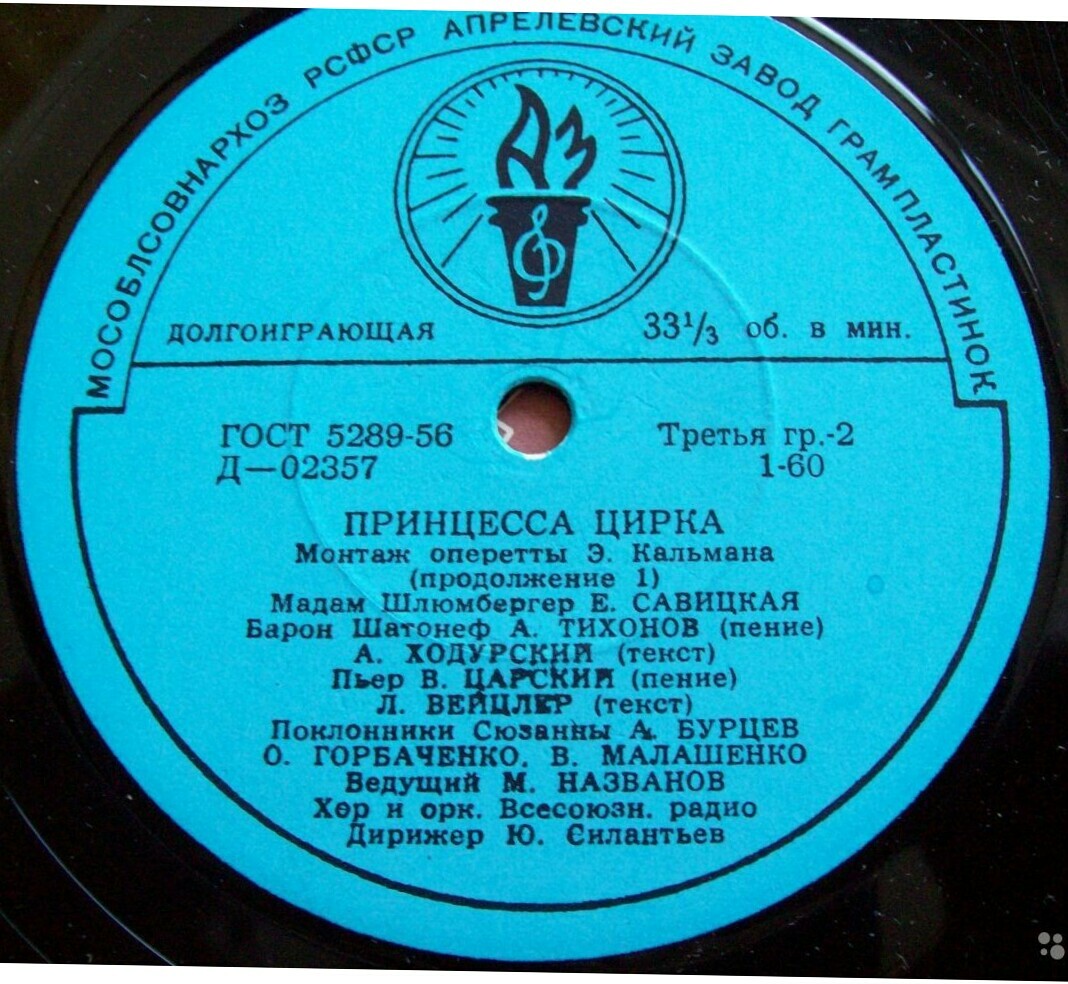 МОСОБЛСОВНАРХОЗ РСФСР АПРЕЛЕВСКИЙ ЗАВОД ГРАМПЛАСТИНОК
АЗ
ДОЛГОИГРАЮЩАЯ 33⅓ об. в мин.
ГОСТ 5289-56 Третья гр.-2
Д—02357 1-60
ПРИНЦЕССА ЦИРКА
Монтаж оперетты Э. Кальмана
(продолжение 1)
Мадам Шлюмбергер Е. САВИЦКАЯ
Барон Шатонеф А. ТИХОНОВ (пение)
А. ХОДУРСКИЙ (текст)
Пьер В. ЦАРСКИЙ (пение)
Л. ВЕЙЦЛЕР (текст)
Поклонники Сюзанны А. БУРЦЕВ
О. ГОРБАЧЕНКО, В. МАЛАШЕНКО
Ведущий М. НАЗВАНОВ
Хор и орк. Всесоюзн. радио
Дирижер Ю. Силантьев